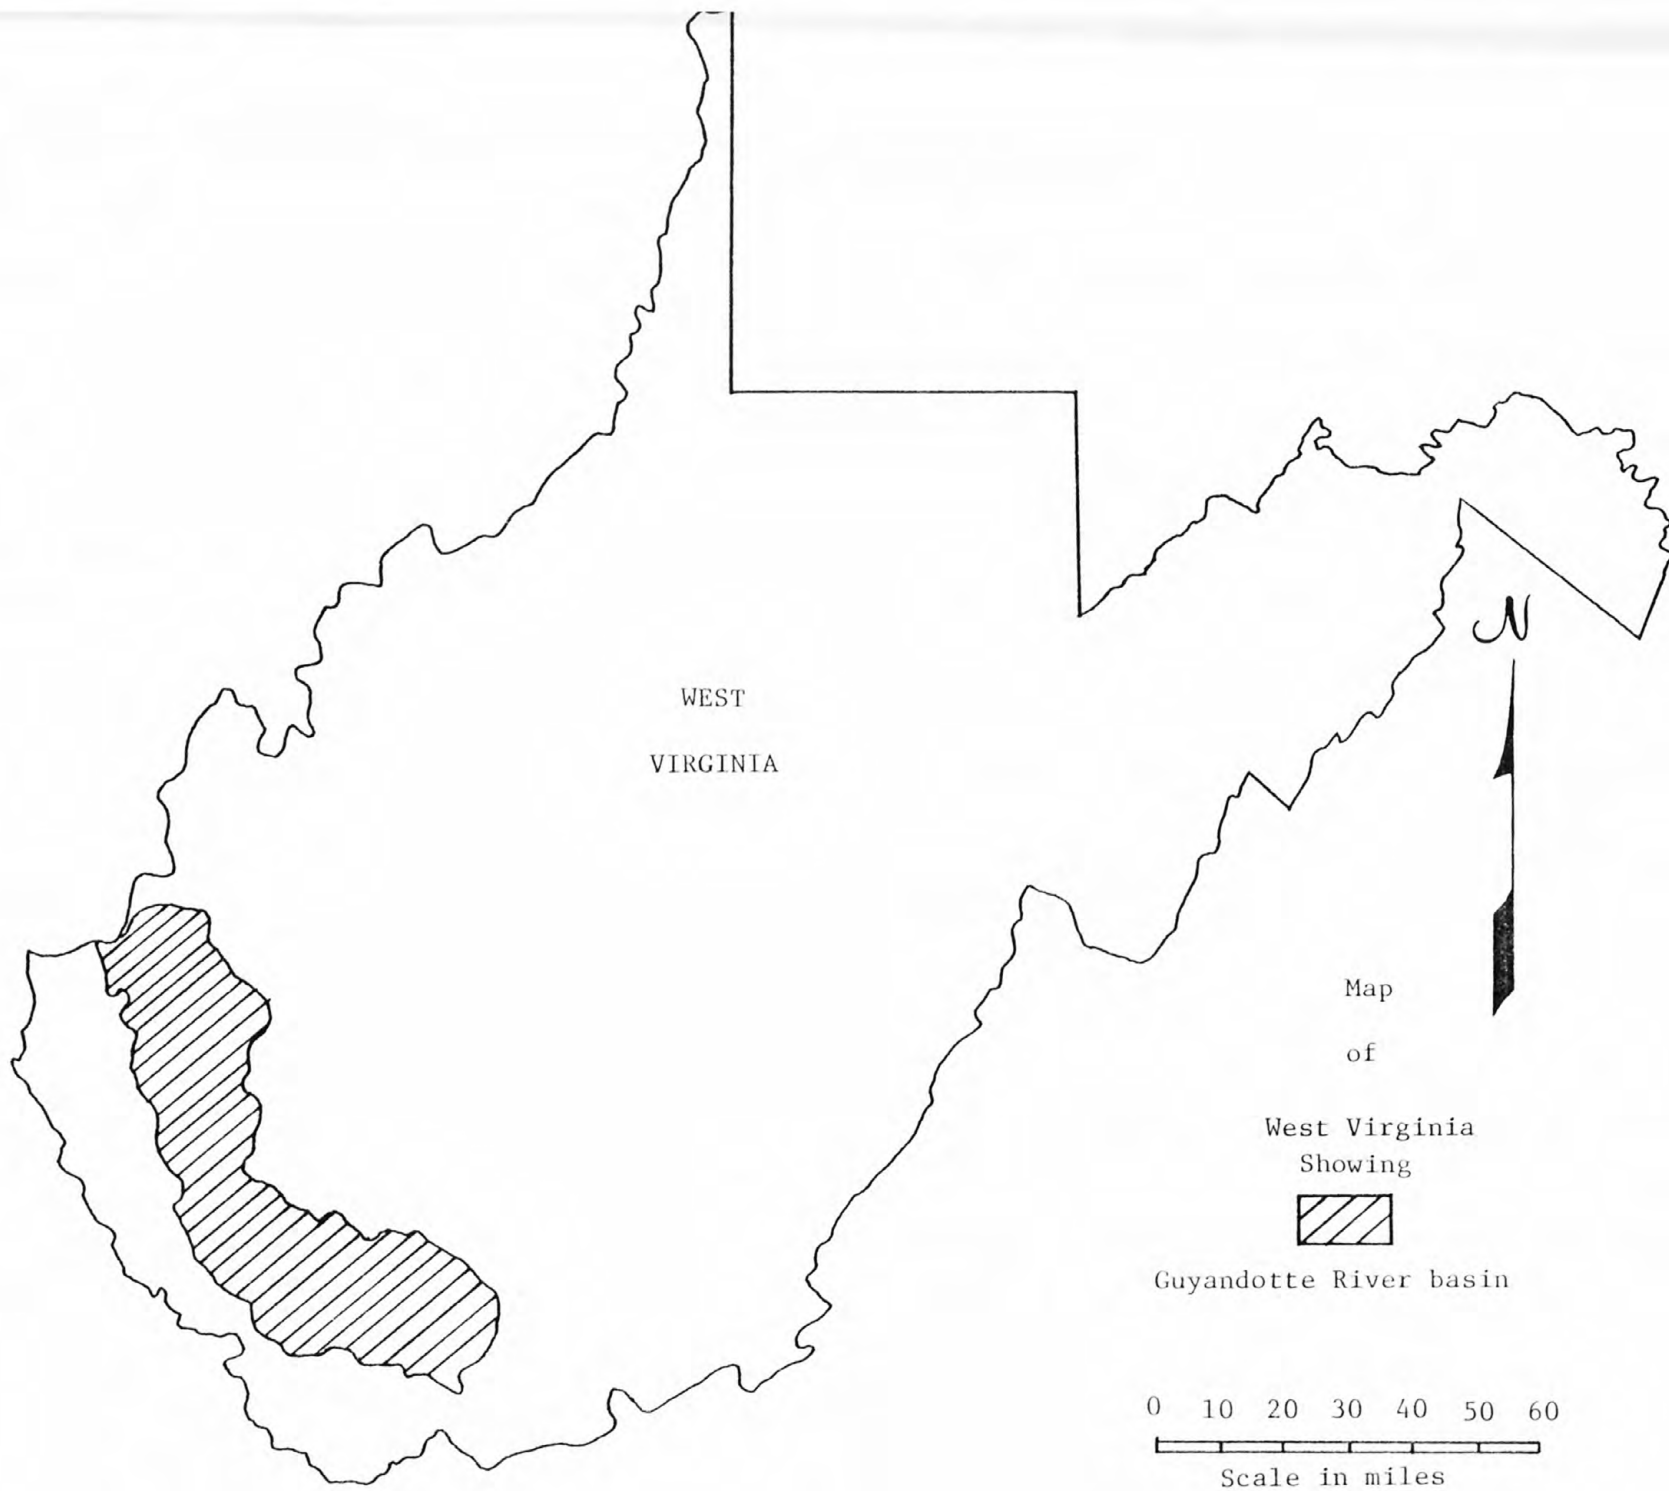 N
WEST
VIRGINIA
Map
of
West Virginia
Showing
Guyandotte River basin
0 10 20 30 40 50 60
Scale in miles